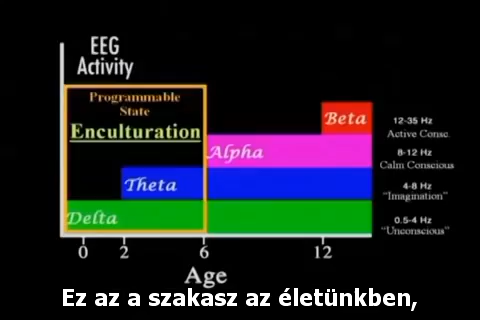 EEG
Activity
Programmable
State
Enculturation
Beta
12-35 Hz
Active Consc.
Alpha
8-12 Hz
Calm Conscious
Theta
4-8 Hz
"Imagination"
Delta
0.5-4 Hz
"Unconscious"
0 2 6 12
Age
Ez az a szakasz az életünkben,